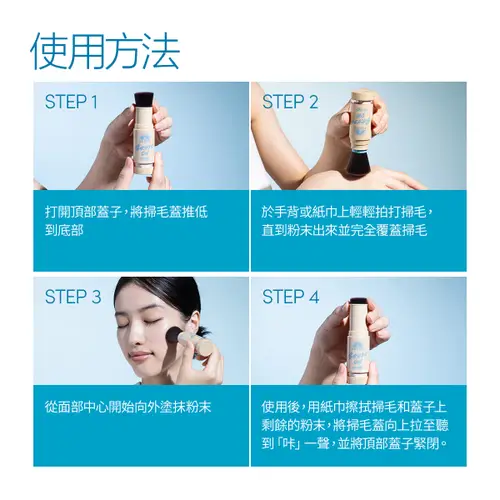 使用方法
STEP 1
打開頂部蓋子，將掃毛蓋推低
到底部
STEP 2
於手背或紙巾上輕輕拍打掃毛，
直到粉末出來並完全覆蓋掃毛
STEP 3
從面部中心開始向外塗抹粉末
STEP 4
使用後，用紙巾擦拭掃毛和蓋子上
剩餘的粉末，將掃毛蓋向上拉至聽
到「咔」一聲，並將頂部蓋子緊閉。